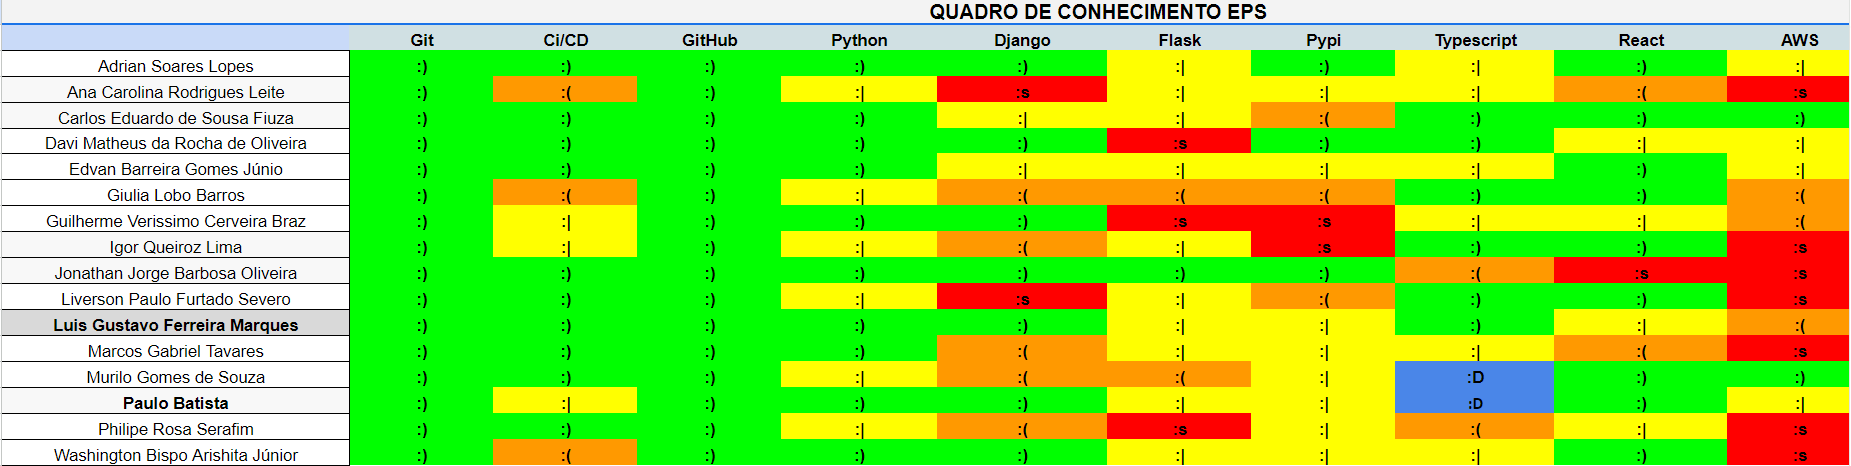 QUADRO DE CONHECIMENTO EPS
Git Ci/CD GitHub Python Django Flask Pypi Typescript React AWS
Adrian Soares Lopes :) :) :) :) :) :| :) :| :) :|
Ana Carolina Rodrigues Leite :) :( :) :| :s :| :| :| :( :s
Carlos Eduardo de Sousa Fiuza :) :) :) :) :| :| :( :) :) :)
Davi Matheus da Rocha de Oliveira :) :) :) :) :) :s :) :) :| :|
Edvan Barreira Gomes Júnio :) :) :) :) :| :| :| :| :) :|
Giulia Lobo Barros :) :( :) :| :( :( :( :) :) :(
Guilherme Verissimo Cerveira Braz :) :| :) :) :) :s :s :| :| :(
Igor Queiroz Lima :) :| :) :| :( :| :s :) :) :s
Jonathan Jorge Barbosa Oliveira :) :) :) :) :) :) :) :( :s :s
Liverson Paulo Furtado Severo :) :) :) :| :s :| :( :) :) :s
Luis Gustavo Ferreira Marques :) :) :) :) :) :| :| :) :| :(
Marcos Gabriel Tavares :) :) :) :) :( :| :| :| :( :s
Murilo Gomes de Souza :) :) :) :| :( :( :| :D :) :)
Paulo Batista :) :| :) :) :) :| :| :D :) :|
Philipe Rosa Serafim :) :) :) :| :( :s :| :( :| :s
Washington Bispo Arishita Júnior :) :( :) :) :) :| :| :| :) :s